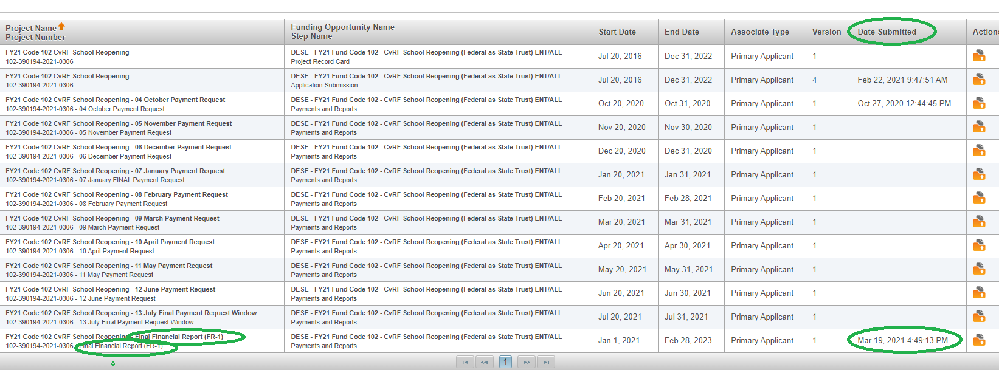 Project Name
Project Number
Funding Opportunity Name
Step Name
Start Date
End Date
Associate Type
Version
Date Submitted
Actions
FY21 Code 102 CvRF School Reopening
102-390194-2021-0306
DESE - FY21 Fund Code 102 - CvRF School Reopening (Federal as State Trust) ENT/ALL
Project Record Card
Jul 20, 2016
Dec 31, 2022
Primary Applicant
1
FY21 Code 102 CvRF School Reopening
102-390194-2021-0306
DESE - FY21 Fund Code 102 - CvRF School Reopening (Federal as State Trust) ENT/ALL
Application Submission
Jul 20, 2016
Dec 31, 2022
Primary Applicant
4
Feb 22, 2021 9:47:51 AM
FY21 Code 102 CvRF School Reopening - 04 October Payment Request
102-390194-2021-0306 - 04 October Payment Request
DESE - FY21 Fund Code 102 - CvRF School Reopening (Federal as State Trust) ENT/ALL
Payments and Reports
Oct 20, 2020
Oct 31, 2020
Primary Applicant
1
Oct 27, 2020 12:44:45 PM
FY21 Code 102 CvRF School Reopening - 05 November Payment Request
102-390194-2021-0306 - 05 November Payment Request
DESE - FY21 Fund Code 102 - CvRF School Reopening (Federal as State Trust) ENT/ALL
Payments and Reports
Nov 20, 2020
Nov 30, 2020
Primary Applicant
1
FY21 Code 102 CvRF School Reopening - 06 December Payment Request
102-390194-2021-0306 - 06 December Payment Request
DESE - FY21 Fund Code 102 - CvRF School Reopening (Federal as State Trust) ENT/ALL
Payments and Reports
Dec 20, 2020
Dec 31, 2020
Primary Applicant
1
FY21 Code 102 CvRF School Reopening - 07 January Payment Request
102-390194-2021-0306 - 07 January FINAL Payment Request
DESE - FY21 Fund Code 102 - CvRF School Reopening (Federal as State Trust) ENT/ALL
Payments and Reports
Jan 20, 2021
Jan 31, 2021
Primary Applicant
1
FY21 Code 102 CvRF School Reopening - 08 February Payment Request
102-390194-2021-0306 - 08 February Payment Request
DESE - FY21 Fund Code 102 - CvRF School Reopening (Federal as State Trust) ENT/ALL
Payments and Reports
Feb 20, 2021
Feb 28, 2021
Primary Applicant
1
FY21 Code 102 CvRF School Reopening - 09 March Payment Request
102-390194-2021-0306 - 09 March Payment Request
DESE - FY21 Fund Code 102 - CvRF School Reopening (Federal as State Trust) ENT/ALL
Payments and Reports
Mar 20, 2021
Mar 31, 2021
Primary Applicant
1
FY21 Code 102 CvRF School Reopening - 10 April Payment Request
102-390194-2021-0306 - 10 April Payment Request
DESE - FY21 Fund Code 102 - CvRF School Reopening (Federal as State Trust) ENT/ALL
Payments and Reports
Apr 20, 2021
Apr 30, 2021
Primary Applicant
1
FY21 Code 102 CvRF School Reopening - 11 May Payment Request
102-390194-2021-0306 - 11 May Payment Request
DESE - FY21 Fund Code 102 - CvRF School Reopening (Federal as State Trust) ENT/ALL
Payments and Reports
May 20, 2021
May 31, 2021
Primary Applicant
1
FY21 Code 102 CvRF School Reopening - 12 June Payment Request
102-390194-2021-0306 - 12 June Payment Request
DESE - FY21 Fund Code 102 - CvRF School Reopening (Federal as State Trust) ENT/ALL
Payments and Reports
Jun 20, 2021
Jun 30, 2021
Primary Applicant
1
FY21 Code 102 CvRF School Reopening - 13 July Final Payment Request Window
102-390194-2021-0306 - 13 July Final Payment Request Window
DESE - FY21 Fund Code 102 - CvRF School Reopening (Federal as State Trust) ENT/ALL
Payments and Reports
Jul 20, 2021
Jul 31, 2021
Primary Applicant
1
FY21 Code 102 CvRF School Reopening - Final Financial Report (FR-1)
102-390194-2021-0306 - Final Financial Report (FR-1)
DESE - FY21 Fund Code 102 - CvRF School Reopening (Federal as State Trust) ENT/ALL
Payments and Reports
Jan 1, 2021
Feb 28, 2023
Primary Applicant
1
Mar 19, 2021 4:49:13 PM
1